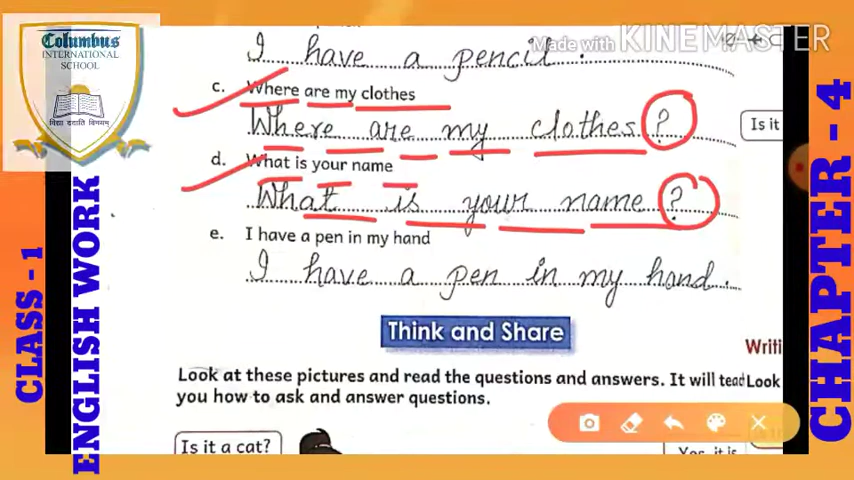 Columbus
INTERNATIONAL
SCHOOL
विद्या ददाति विनयम्
Made with KINEMASTER
I have a pencil.
c. Where are my clothes
Where are my clothes ?
Is it
d. What is your name
What is your name ?
e. I have a pen in my hand
I have a pen in my hand.
Think and Share
Writi
Look at these pictures and read the questions and answers. It will teach
Look
you how to ask and answer questions.
Is it a cat?
Yes, it is
CLASS - 1
ENGLISH WORK
CHAPTER - 4